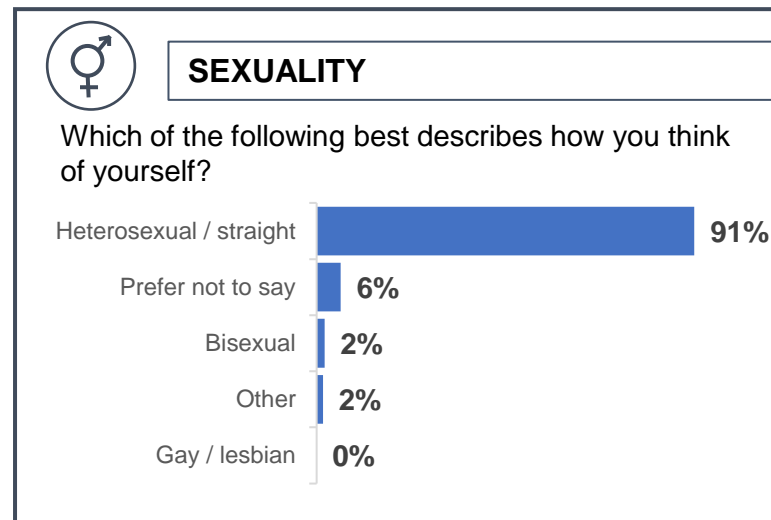 SEXUALITY
Which of the following best describes how you think
of yourself?
Heterosexual / straight 91%
Prefer not to say 6%
Bisexual 2%
Other 2%
Gay / lesbian 0%